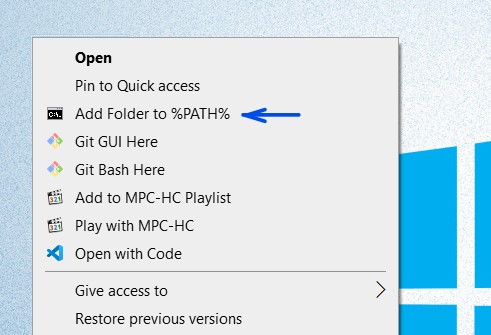 Open
Pin to Quick access
Add Folder to %PATH%
Git GUI Here
Git Bash Here
Add to MPC-HC Playlist
Play with MPC-HC
Open with Code
Give access to
Restore previous versions